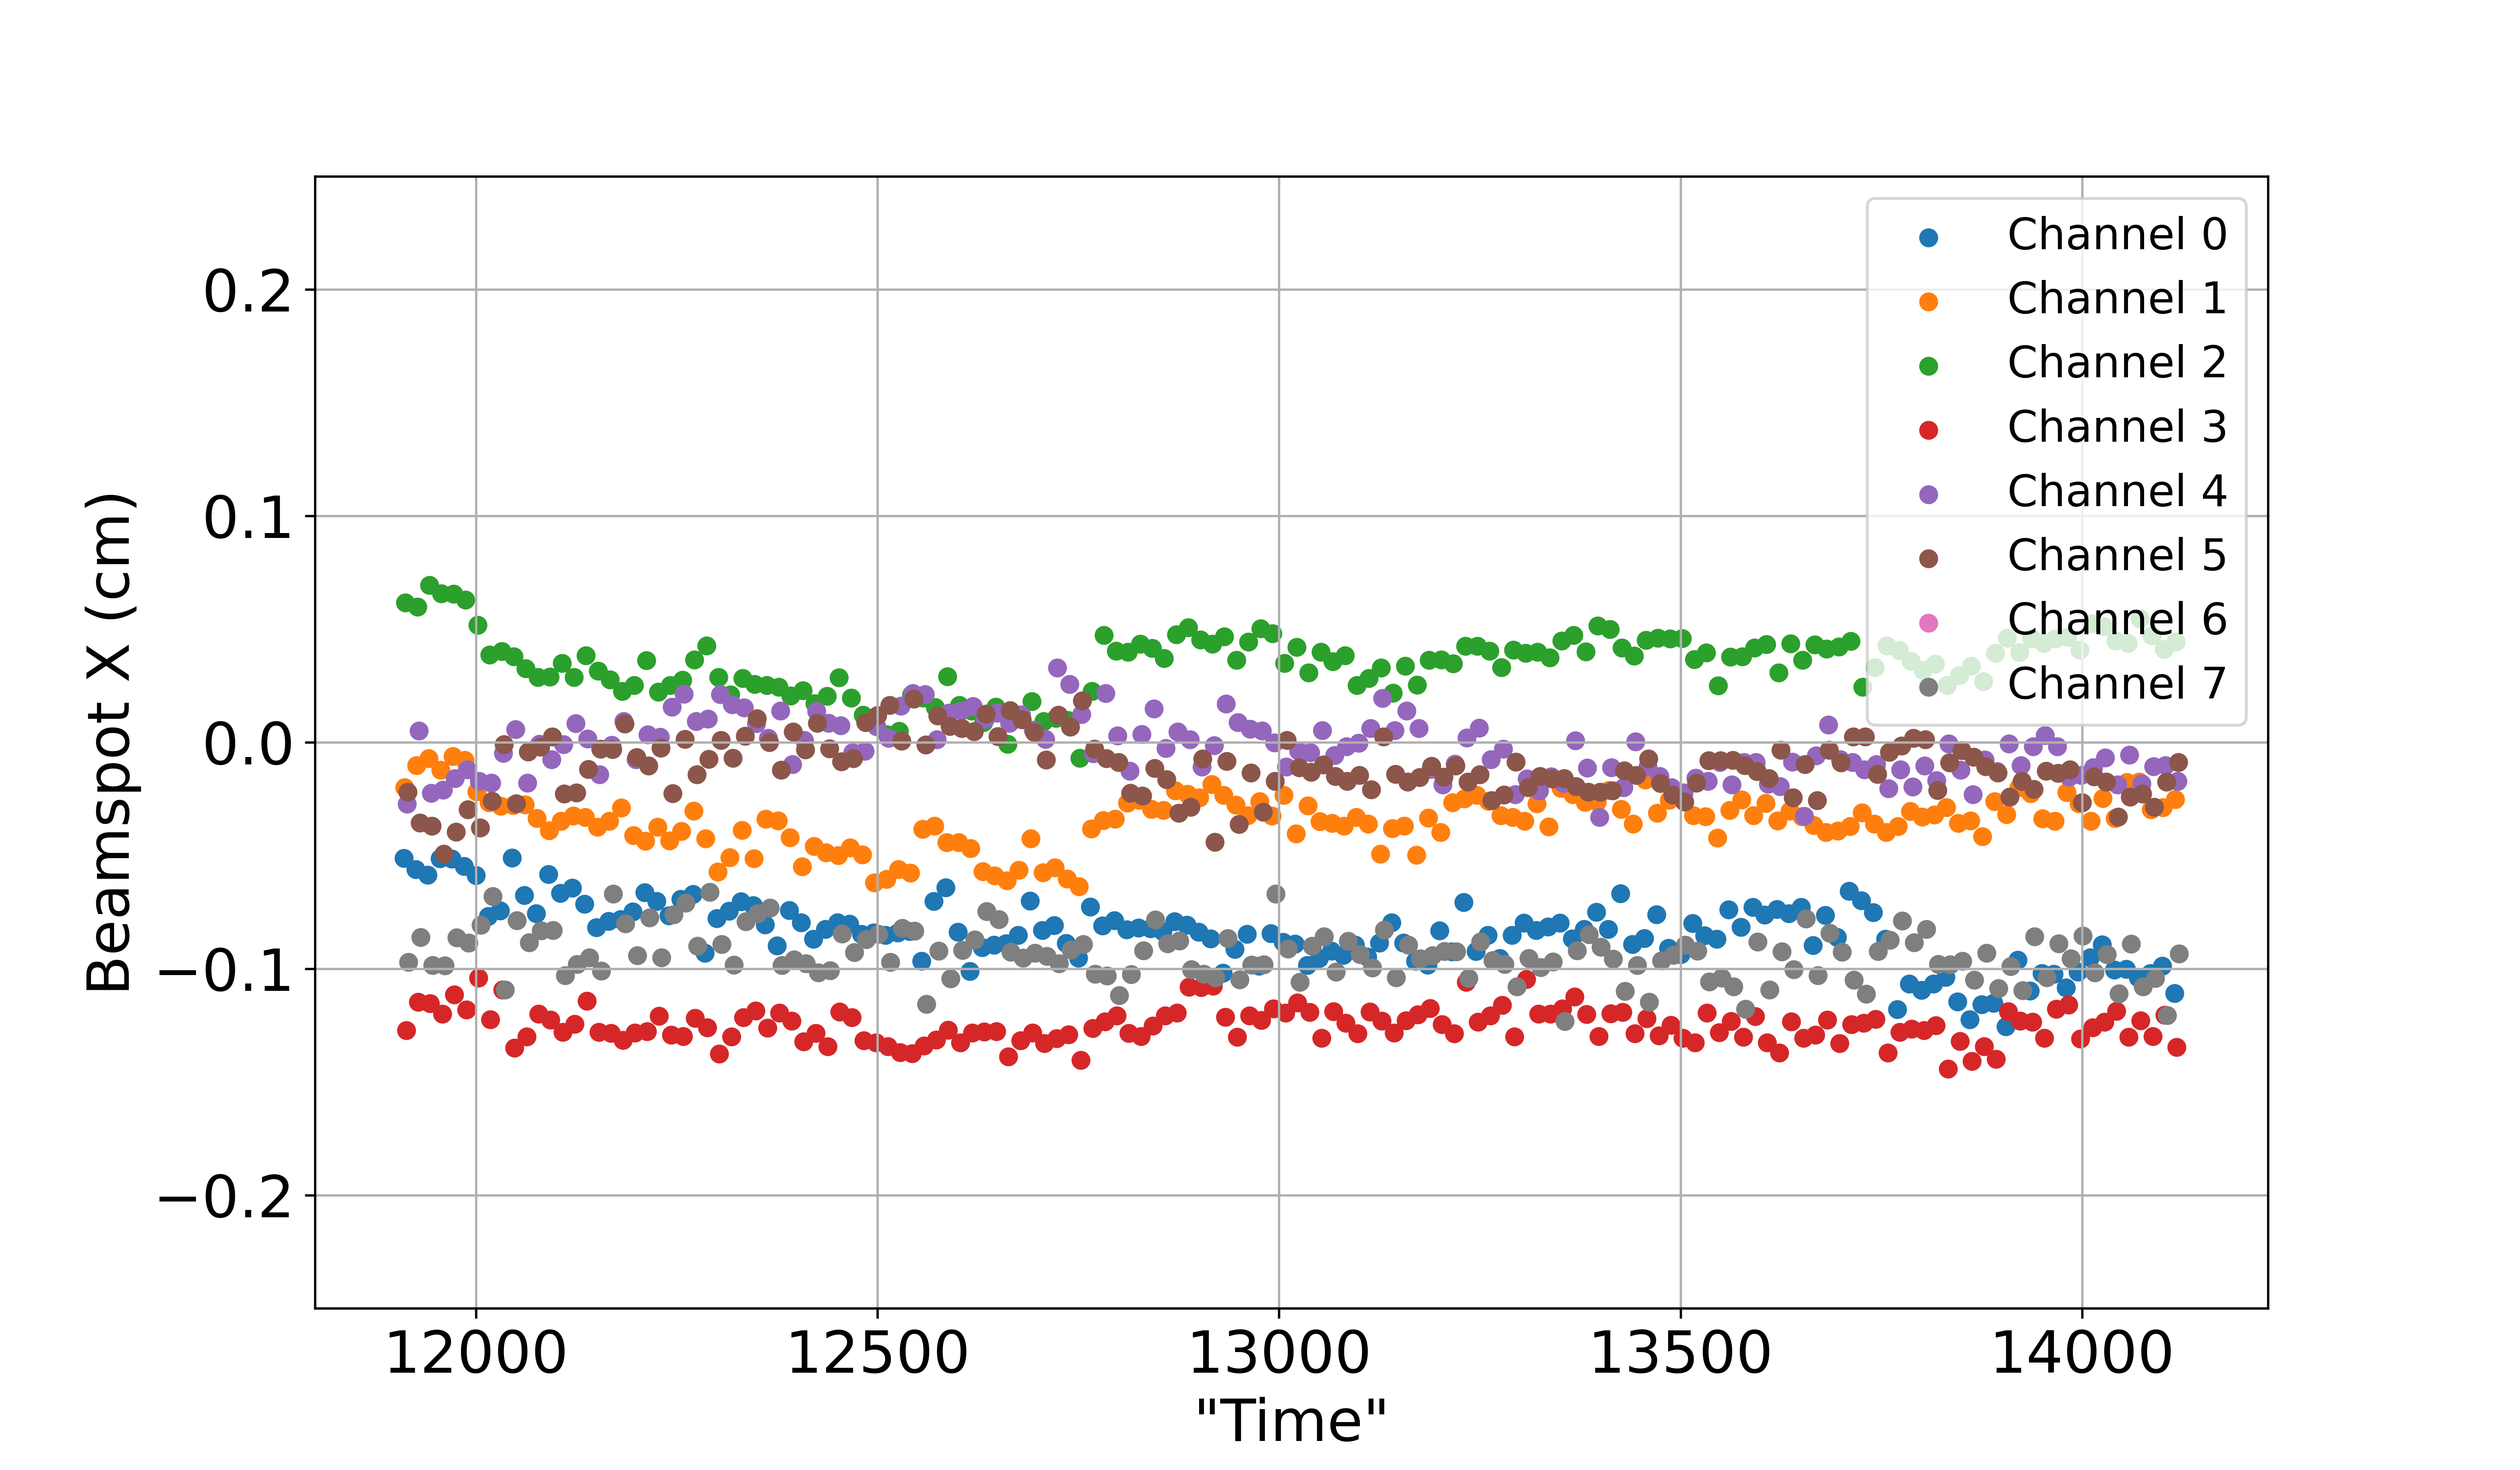 Channel 0
Channel 1
Channel 2
Channel 3
Channel 4
Channel 5
Channel 6
Channel 7
Beamspot X (cm)
0.2
0.1
0.0
−0.1
−0.2
12000 12500 13000 13500 14000
"Time"